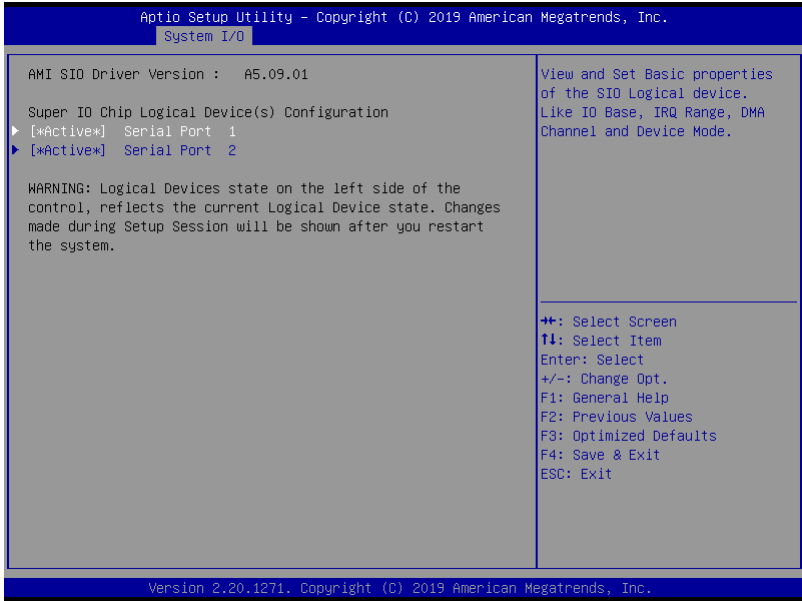 Aptio Setup Utility – Copyright (C) 2019 American Megatrends, Inc.
System I/O
AMI SIO Driver Version :   A5.09.01
Super IO Chip Logical Device(s) Configuration
[*Active*]  Serial Port  1
[*Active*]  Serial Port  2
WARNING: Logical Devices state on the left side of the
control, reflects the current Logical Device state. Changes
made during Setup Session will be shown after you restart
the system.
View and Set Basic properties
of the SIO Logical device.
Like IO Base, IRQ Range, DMA
Channel and Device Mode.
→←: Select Screen
↑↓: Select Item
Enter: Select
+/-: Change Opt.
F1: General Help
F2: Previous Values
F3: Optimized Defaults
F4: Save & Exit
ESC: Exit
Version 2.20.1271. Copyright (C) 2019 American Megatrends, Inc.